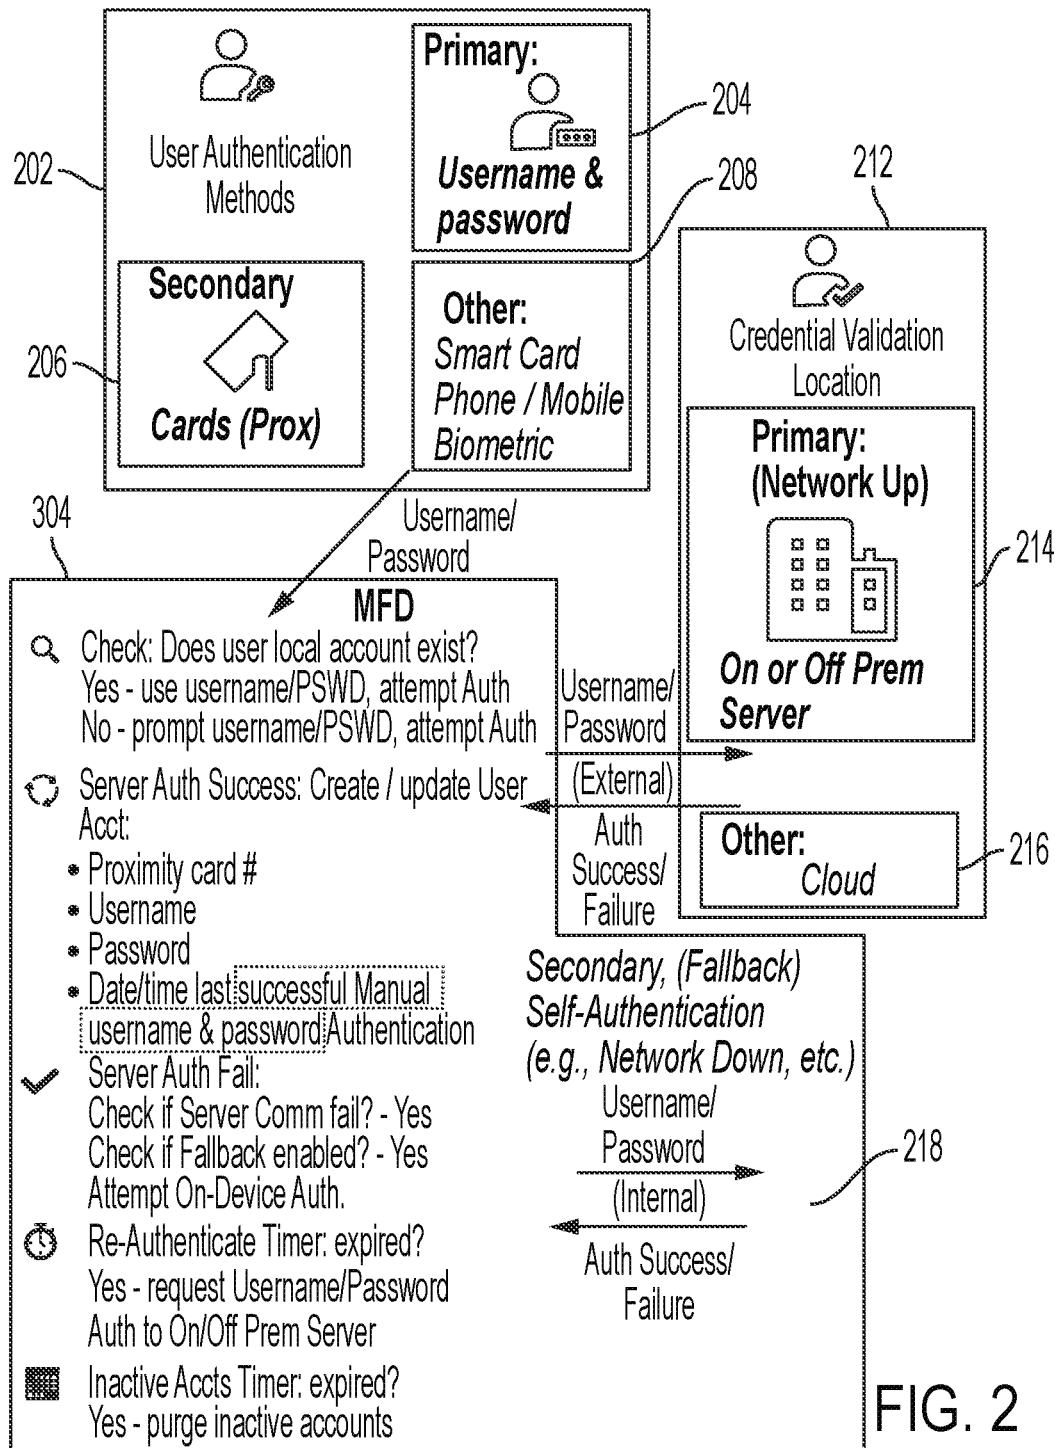 202
User Authentication
Methods
Primary:
Username &
password
204
208
Secondary
Cards (Prox)
206
Other:
Smart Card
Phone / Mobile
Biometric
212
Credential Validation
Location
Primary:
(Network Up)
On or Off Prem
Server
214
Other:
Cloud
216
Username/
Password
304
MFD
Check: Does user local account exist?
Yes - use username/PSWD, attempt Auth
No - prompt username/PSWD, attempt Auth
Username/
Password
(External)
Auth
Success/
Failure
Server Auth Success: Create / update User
Acct:
• Proximity card #
• Username
• Password
• Date/time last successful Manual
username & password Authentication
Server Auth Fail:
Check if Server Comm fail? - Yes
Check if Fallback enabled? - Yes
Attempt On-Device Auth.
Re-Authenticate Timer: expired?
Yes - request Username/Password
Auth to On/Off Prem Server
Inactive Accts Timer: expired?
Yes - purge inactive accounts
Secondary, (Fallback)
Self-Authentication
(e.g., Network Down, etc.)
Username/
Password
(Internal)
Auth Success/
Failure
218
FIG. 2